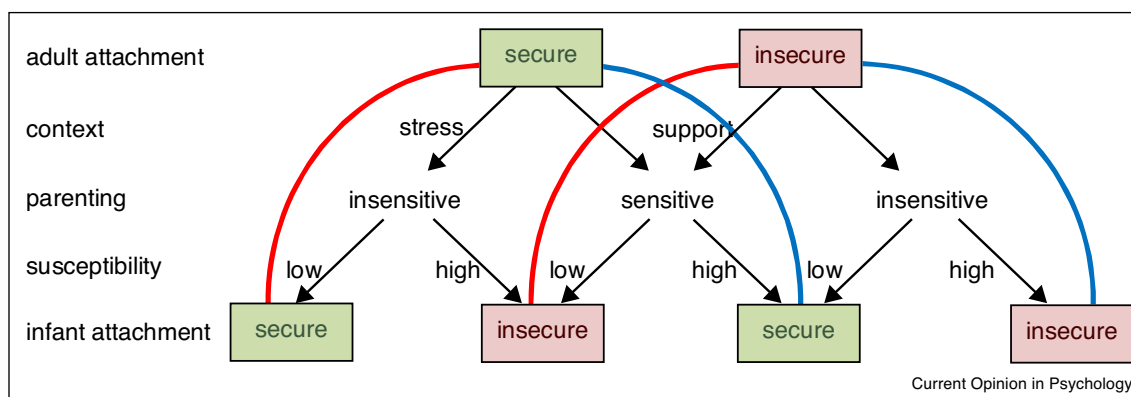 adult attachment secure insecure
context stress support
parenting insensitive sensitive insensitive
susceptibility low high low high low high
infant attachment secure insecure secure insecure
Current Opinion in Psychology